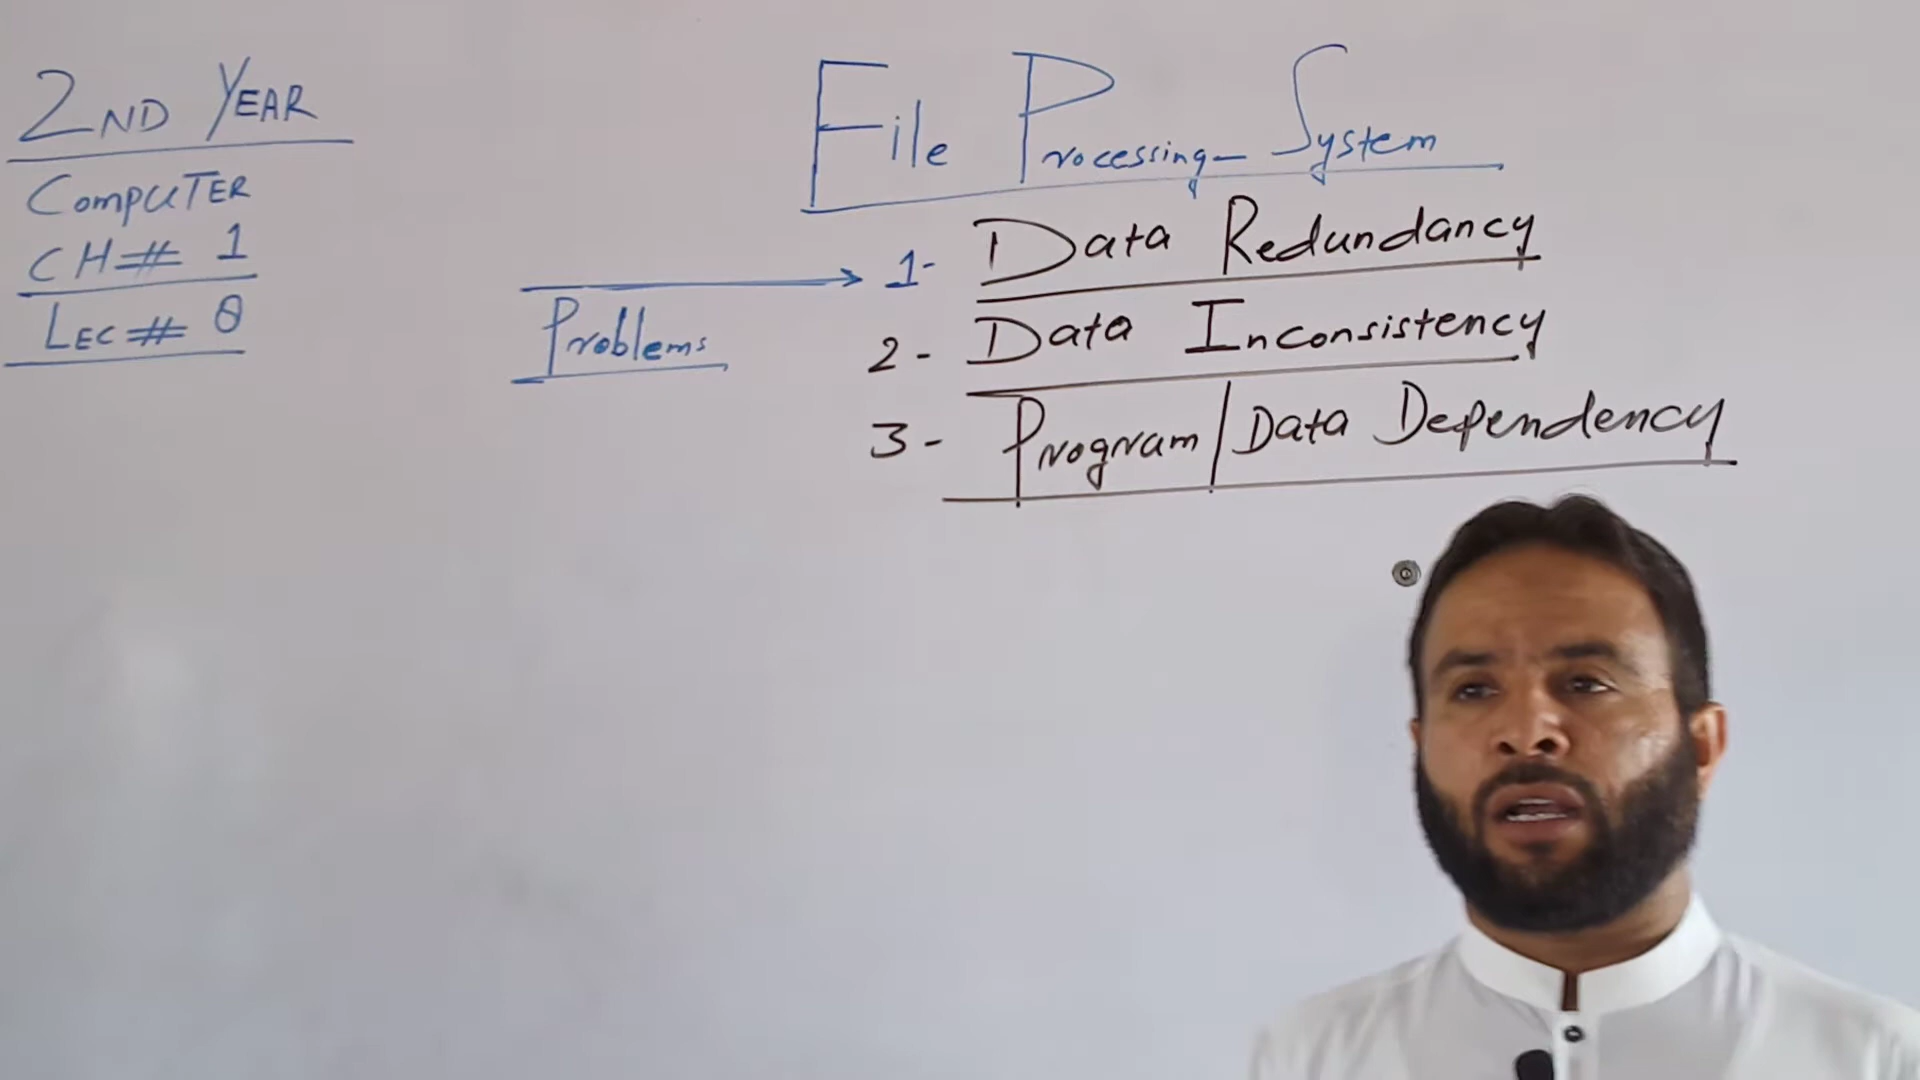 2ND YEAR
COMPUTER
CH# 1
LEC# 8
File Processing System
Problems
1- Data Redundancy
2- Data Inconsistency
3- Program/Data Dependency